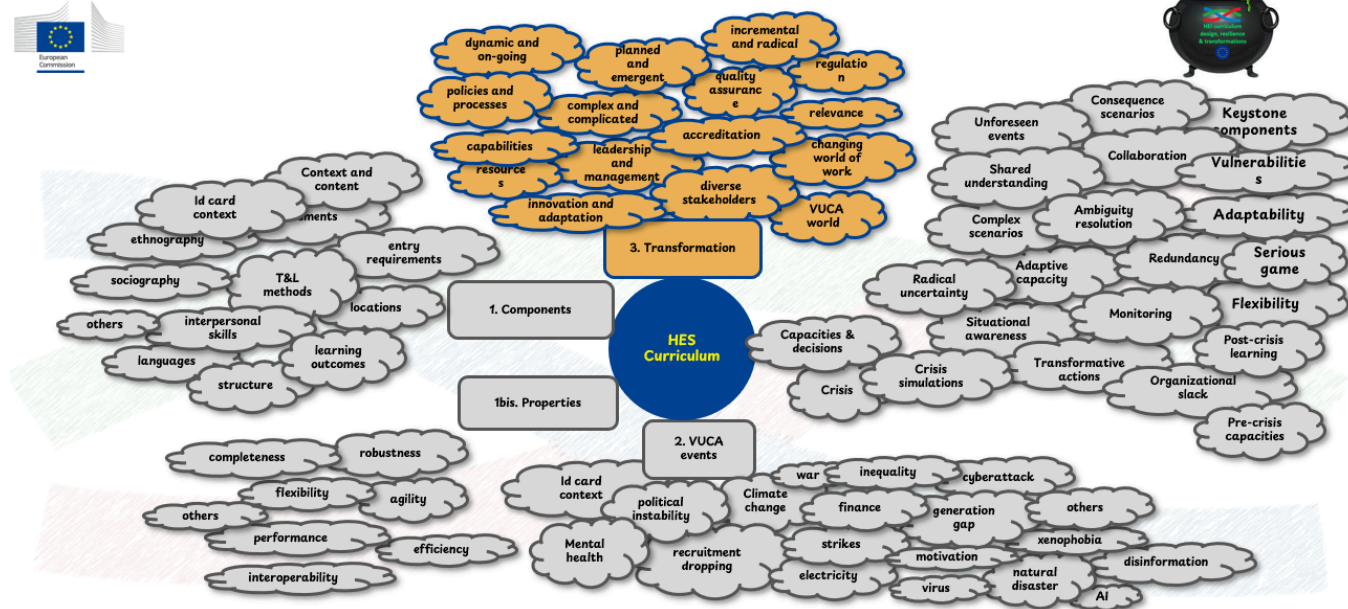 European
Commission
HEI curriculum
design, resilience
& transformations
dynamic and
on-going
planned
and
emergent
incremental
and radical
regulatio
n
policies and
processes
complex and
complicated
quality
assuranc
e
relevance
capabilities
accreditation
resource
s
leadership
and
management
changing
world of
work
innovation and
adaptation
diverse
stakeholders
VUCA
world
3. Transformation
1. Components
1bis. Properties
HES
Curriculum
2. VUCA
events
Context and
content
Id card
context
ethnography
entry
requirements
sociography
T&L
methods
locations
others
interpersonal
skills
languages
learning
outcomes
structure
completeness
robustness
flexibility
agility
others
performance
efficiency
interoperability
Id card
context
political
instability
Climate
change
war
inequality
cyberattack
finance
generation
gap
others
Mental
health
recruitment
dropping
strikes
motivation
xenophobia
disinformation
electricity
virus
natural
disaster
AI
Unforeseen
events
Consequence
scenarios
Keystone
components
Shared
understanding
Collaboration
Vulnerabilitie
s
Complex
scenarios
Ambiguity
resolution
Adaptability
Radical
uncertainty
Adaptive
capacity
Redundancy
Serious
game
Flexibility
Capacities &
decisions
Situational
awareness
Monitoring
Post-crisis
learning
Crisis
Crisis
simulations
Transformative
actions
Organizational
slack
Pre-crisis
capacities